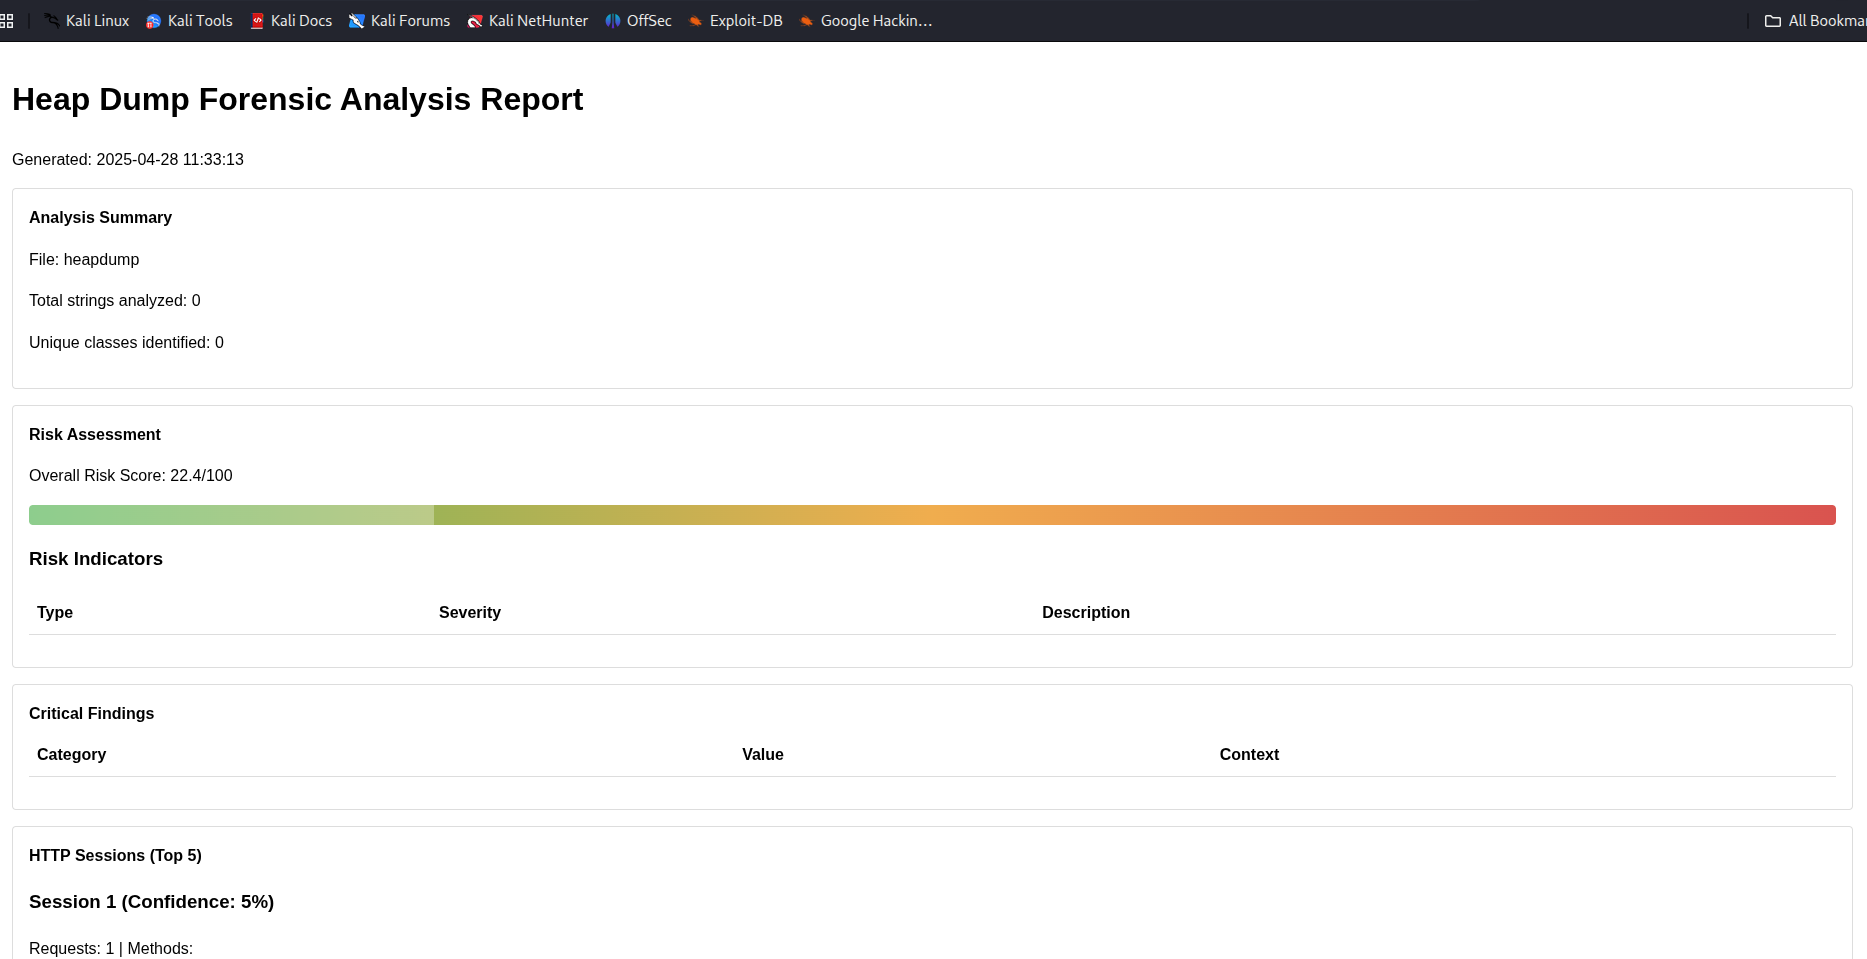 Kali Linux Kali Tools Kali Docs Kali Forums Kali NetHunter OffSec Exploit-DB Google Hackin… All Bookmar
Heap Dump Forensic Analysis Report
Generated: 2025-04-28 11:33:13
Analysis Summary
File: heapdump
Total strings analyzed: 0
Unique classes identified: 0
Risk Assessment
Overall Risk Score: 22.4/100
Risk Indicators
Type Severity Description
Critical Findings
Category Value Context
HTTP Sessions (Top 5)
Session 1 (Confidence: 5%)
Requests: 1 | Methods: